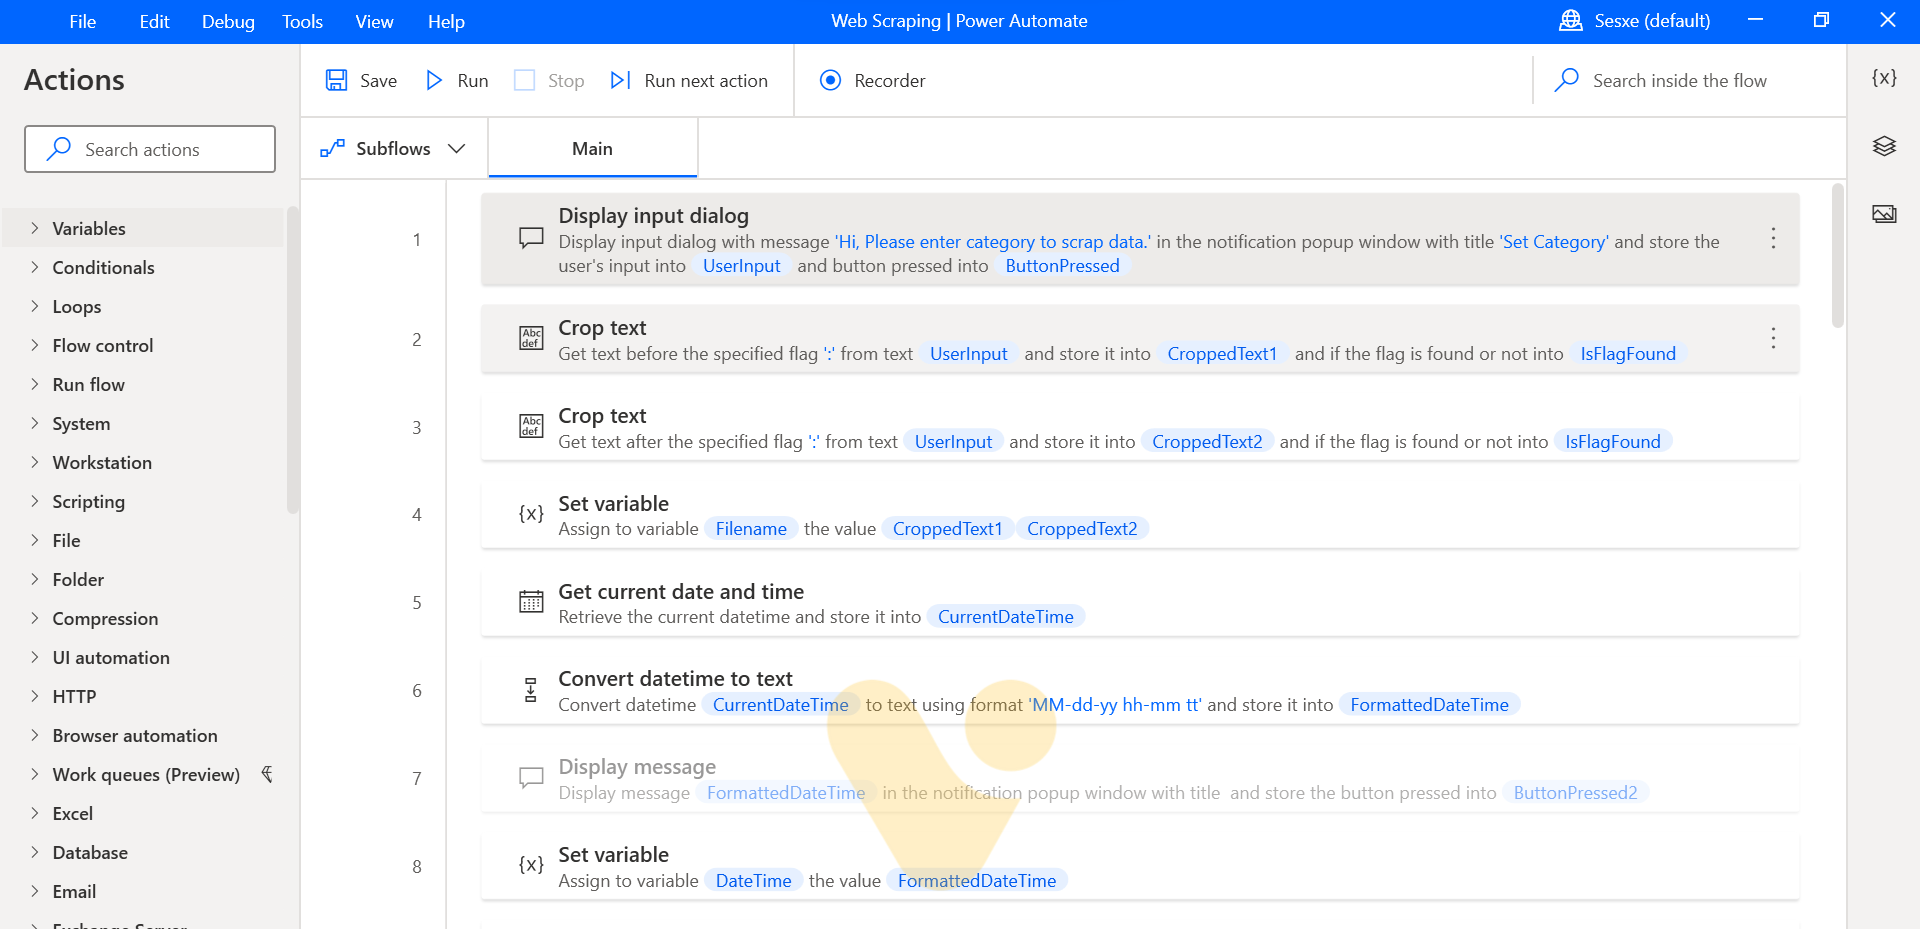 File Edit Debug Tools View Help Web Scraping | Power Automate Sesxe (default)
Actions
Save Run Stop Run next action Recorder Search inside the flow {x}
Search actions
Subflows Main
Variables
Conditionals
Loops
Flow control
Run flow
System
Workstation
Scripting
File
Folder
Compression
UI automation
HTTP
Browser automation
Work queues (Preview)
Excel
Database
Email
Exchange Server
1
Display input dialog
Display input dialog with message 'Hi, Please enter category to scrap data.' in the notification popup window with title 'Set Category' and store the
user's input into UserInput and button pressed into ButtonPressed
2
Abc
def
Crop text
Get text before the specified flag ':' from text UserInput and store it into CroppedText1 and if the flag is found or not into IsFlagFound
3
Abc
def
Crop text
Get text after the specified flag ':' from text UserInput and store it into CroppedText2 and if the flag is found or not into IsFlagFound
4
{x}
Set variable
Assign to variable Filename the value CroppedText1 CroppedText2
5
Get current date and time
Retrieve the current datetime and store it into CurrentDateTime
6
Convert datetime to text
Convert datetime CurrentDateTime to text using format 'MM-dd-yy hh-mm tt' and store it into FormattedDateTime
7
Display message
Display message FormattedDateTime in the notification popup window with title and store the button pressed into ButtonPressed2
8
{x}
Set variable
Assign to variable DateTime the value FormattedDateTime